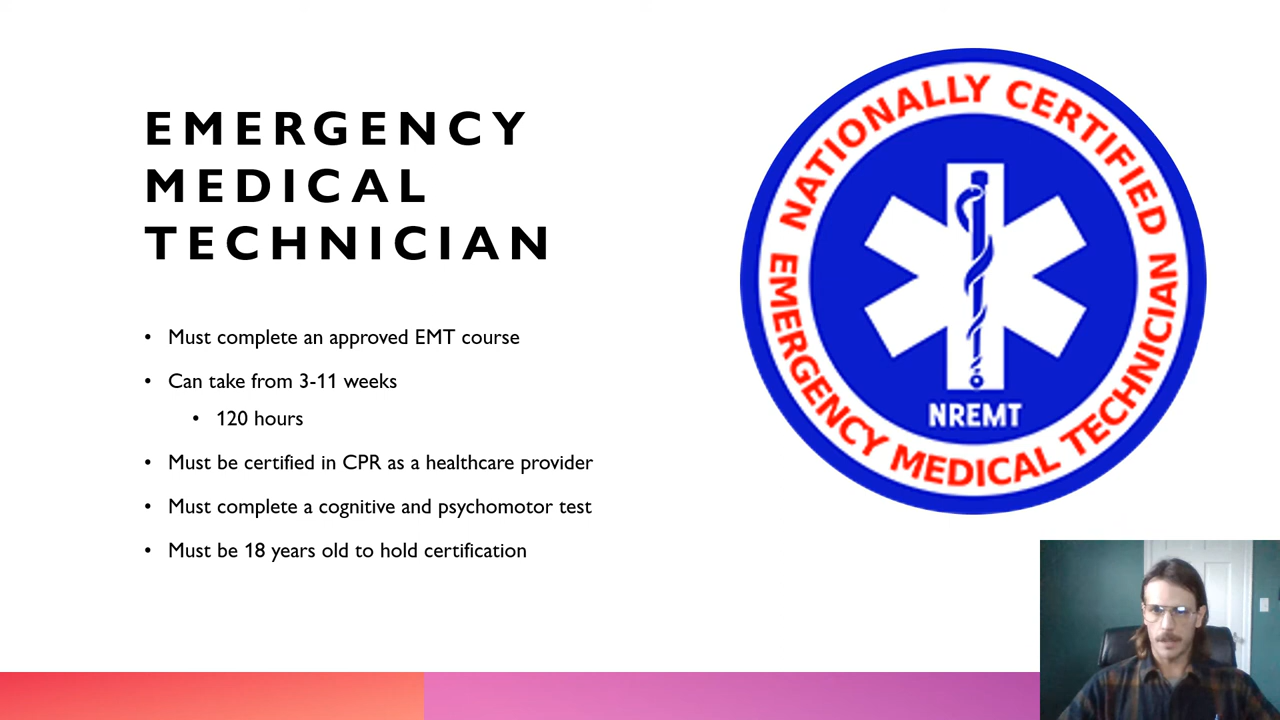 EMERGENCY
MEDICAL
TECHNICIAN
• Must complete an approved EMT course
• Can take from 3-11 weeks
• 120 hours
• Must be certified in CPR as a healthcare provider
• Must complete a cognitive and psychomotor test
• Must be 18 years old to hold certification
NATIONALLY CERTIFIED
EMERGENCY MEDICAL TECHNICIAN
NREMT